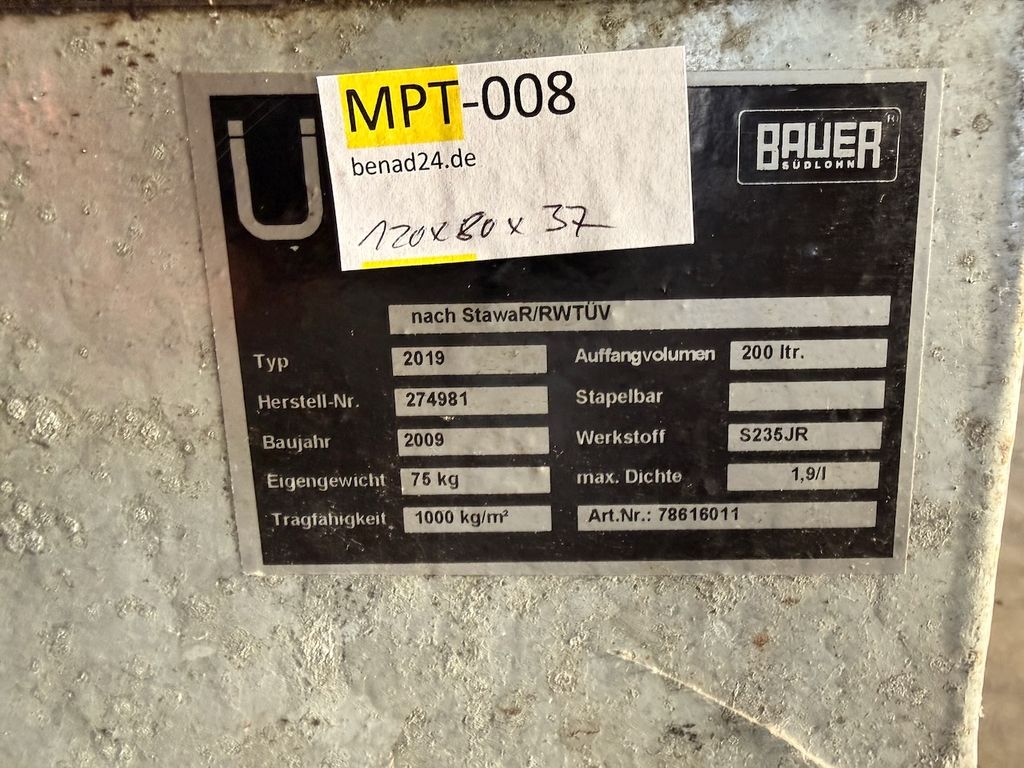 MPT-008
benad24.de
120x80x37
Ü
BAUER®
SÜDLOHN
nach StawaR/RWTÜV
Typ 2019
Herstell-Nr. 274981
Baujahr 2009
Eigengewicht 75 kg
Tragfähigkeit 1000 kg/m²
Auffangvolumen 200 ltr.
Stapelbar
Werkstoff S235JR
max. Dichte 1,9/l
Art.Nr.: 78616011